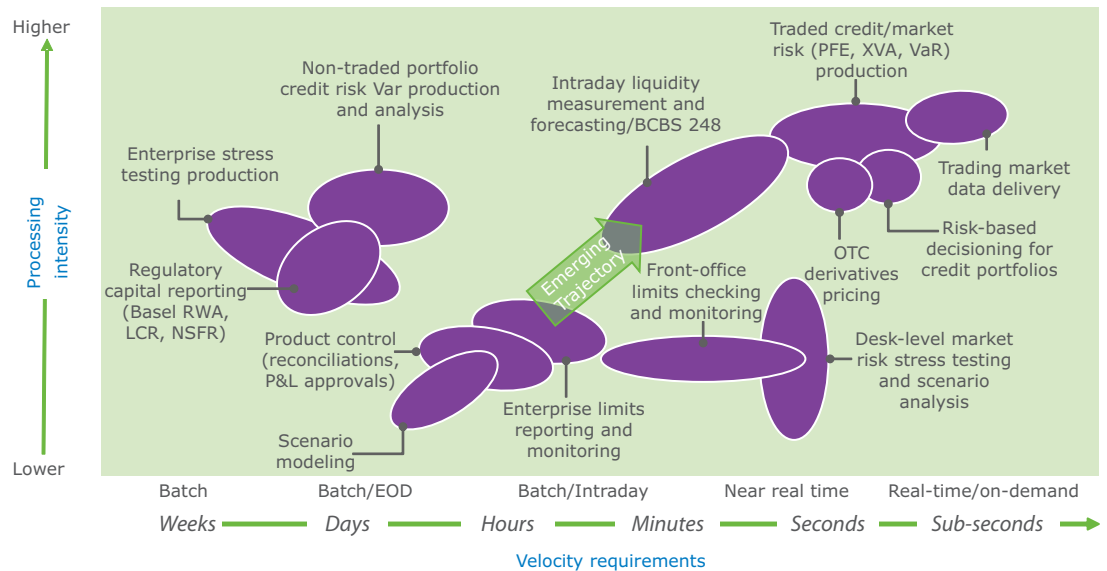 Higher
Processing
intensity
Lower
Traded credit/market
risk (PFE, XVA, VaR)
production
Non-traded portfolio
credit risk Var production
and analysis
Intraday liquidity
measurement and
forecasting/BCBS 248
Enterprise stress
testing production
Trading market
data delivery
Risk-based
decisioning for
credit portfolios
OTC
derivatives
pricing
Regulatory
capital reporting
(Basel RWA,
LCR, NSFR)
Emerging
Trajectory
Front-office
limits checking
and monitoring
Product control
(reconciliations,
P&L approvals)
Desk-level market
risk stress testing
and scenario
analysis
Enterprise limits
reporting and
monitoring
Scenario
modeling
Batch
Batch/EOD
Batch/Intraday
Near real time
Real-time/on-demand
Weeks
Days
Hours
Minutes
Seconds
Sub-seconds
Velocity requirements